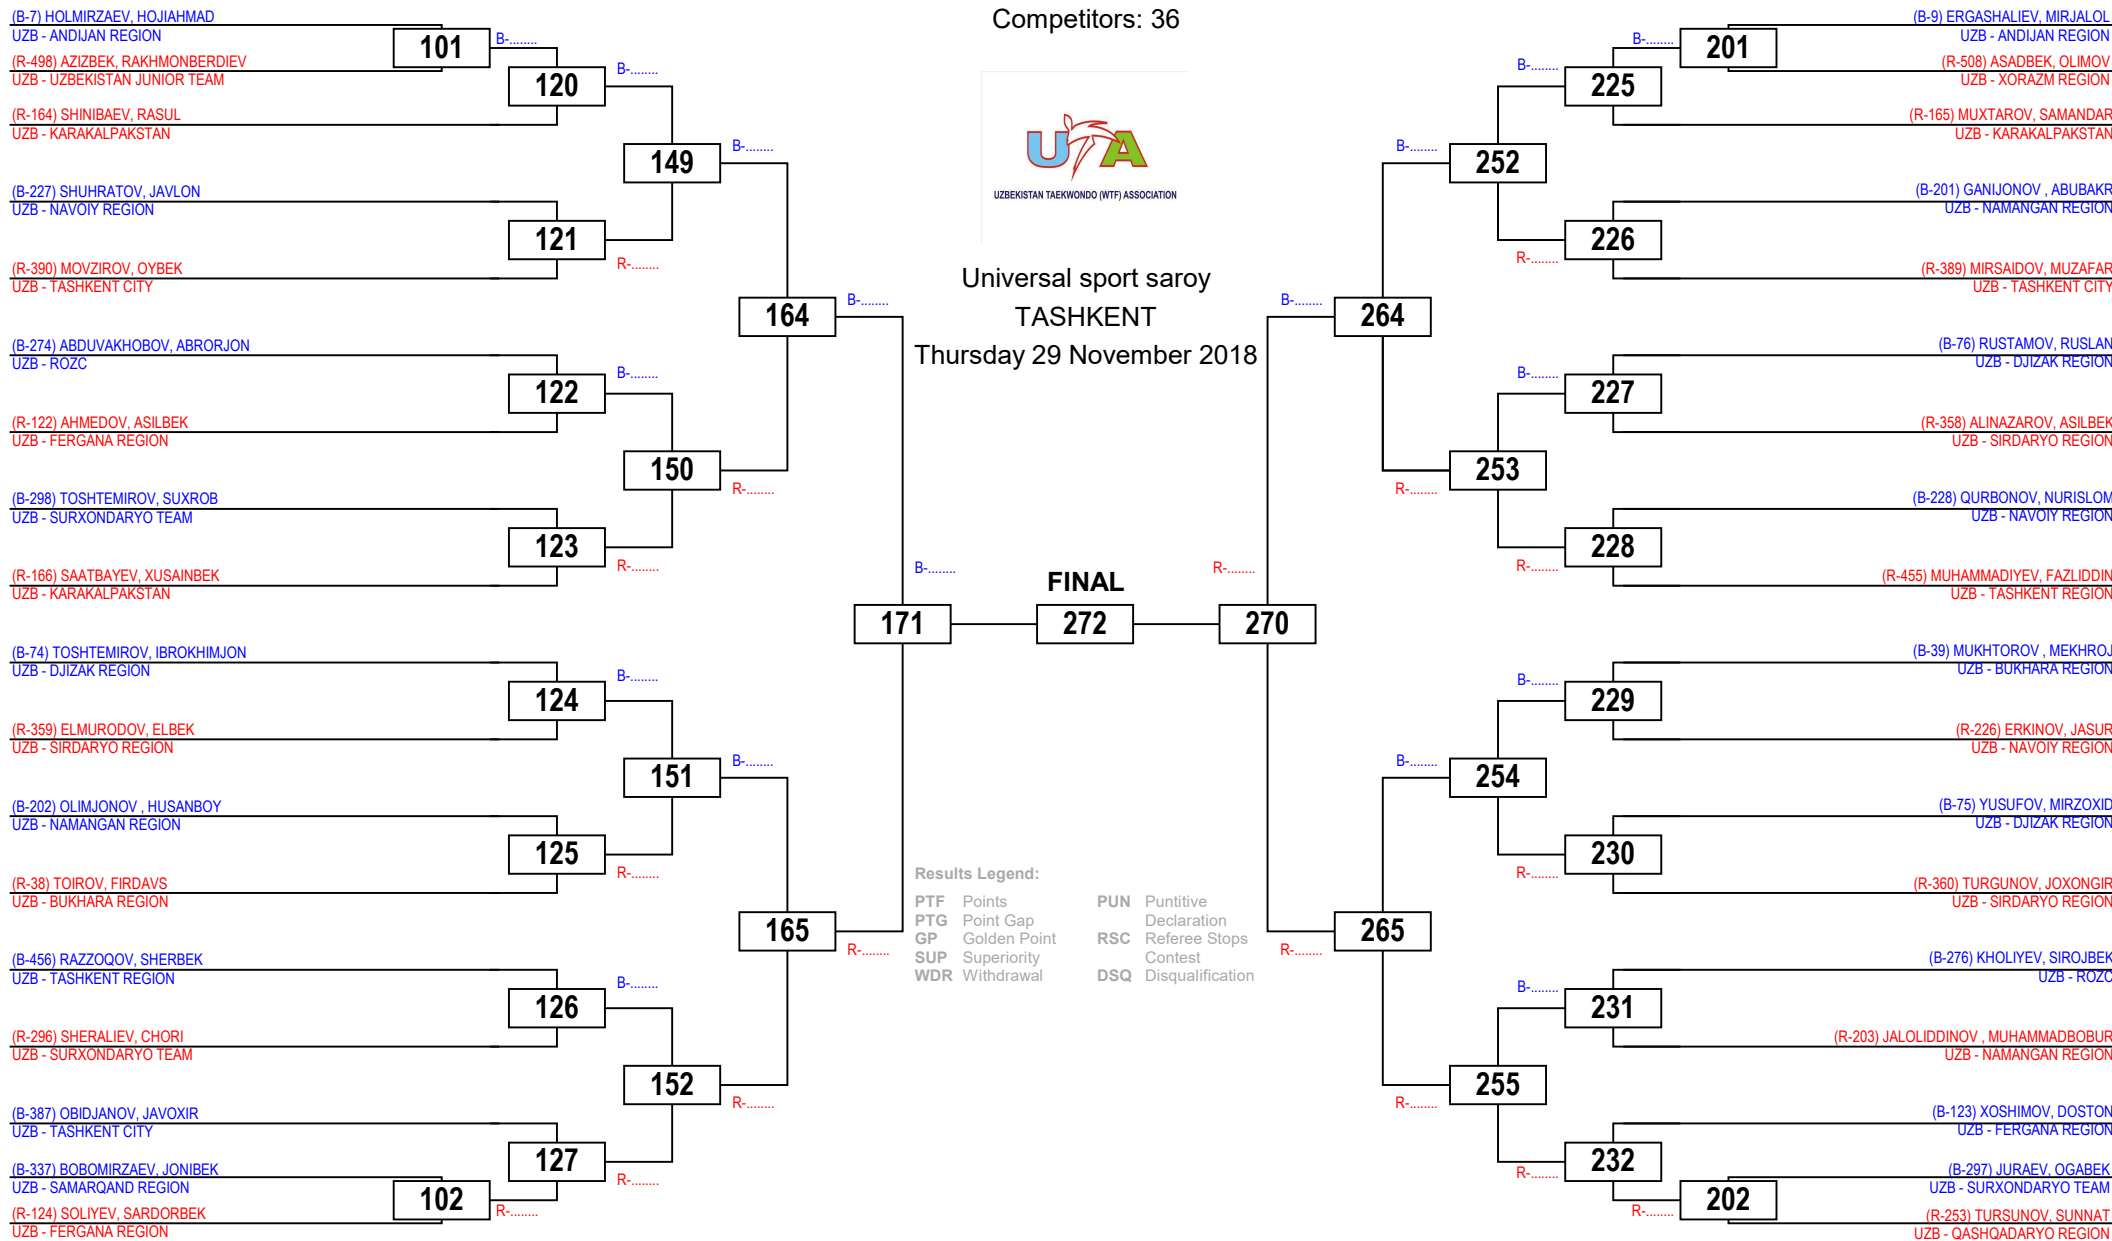 Competitors: 36
UTA
UZBEKISTAN TAEKWONDO (WTF) ASSOCIATION
Universal sport saroy
TASHKENT
Thursday 29 November 2018
(B-7) HOLMIRZAEV, HOJIAHMAD
UZB - ANDIJAN REGION
101
B-........
(R-498) AZIZBEK, RAKHMONBERDIEV
UZB - UZBEKISTAN JUNIOR TEAM
120
B-........
(R-164) SHINIBAEV, RASUL
UZB - KARAKALPAKSTAN
149
B-........
(B-227) SHUHRATOV, JAVLON
UZB - NAVOIY REGION
121
R-........
(R-390) MOVZIROV, OYBEK
UZB - TASHKENT CITY
164
B-........
(B-274) ABDUVAKHOBOV, ABRORJON
UZB - ROZC
122
B-........
(R-122) AHMEDOV, ASILBEK
UZB - FERGANA REGION
150
R-........
(B-298) TOSHTEMIROV, SUXROB
UZB - SURXONDARYO TEAM
123
R-........
(R-166) SAATBAYEV, XUSAINBEK
UZB - KARAKALPAKSTAN
171
B-........
(B-74) TOSHTEMIROV, IBROKHIMJON
UZB - DJIZAK REGION
124
B-........
(R-359) ELMURODOV, ELBEK
UZB - SIRDARYO REGION
151
B-........
(B-202) OLIMJONOV , HUSANBOY
UZB - NAMANGAN REGION
125
R-........
(R-38) TOIROV, FIRDAVS
UZB - BUKHARA REGION
165
R-........
(B-456) RAZZOQOV, SHERBEK
UZB - TASHKENT REGION
126
B-........
(R-296) SHERALIEV, CHORI
UZB - SURXONDARYO TEAM
152
R-........
(B-387) OBIDJANOV, JAVOXIR
UZB - TASHKENT CITY
127
R-........
(B-337) BOBOMIRZAEV, JONIBEK
UZB - SAMARQAND REGION
102
R-........
(R-124) SOLIYEV, SARDORBEK
UZB - FERGANA REGION
FINAL
272
Results Legend:
PTF Points
PTG Point Gap
GP Golden Point
SUP Superiority
WDR Withdrawal
PUN Puntitive
Declaration
RSC Referee Stops
Contest
DSQ Disqualification
(B-9) ERGASHALIEV, MIRJALOL
UZB - ANDIJAN REGION
201
B-........
(R-508) ASADBEK, OLIMOV
UZB - XORAZM REGION
225
B-........
(R-165) MUXTAROV, SAMANDAR
UZB - KARAKALPAKSTAN
252
B-........
(B-201) GANIJONOV , ABUBAKR
UZB - NAMANGAN REGION
226
R-........
(R-389) MIRSAIDOV, MUZAFAR
UZB - TASHKENT CITY
264
B-........
(B-76) RUSTAMOV, RUSLAN
UZB - DJIZAK REGION
227
B-........
(R-358) ALINAZAROV, ASILBEK
UZB - SIRDARYO REGION
253
R-........
(B-228) QURBONOV, NURISLOM
UZB - NAVOIY REGION
228
R-........
(R-455) MUHAMMADIYEV, FAZLIDDIN
UZB - TASHKENT REGION
270
R-........
(B-39) MUKHTOROV , MEKHROJ
UZB - BUKHARA REGION
229
B-........
(R-226) ERKINOV, JASUR
UZB - NAVOIY REGION
254
B-........
(B-75) YUSUFOV, MIRZOXID
UZB - DJIZAK REGION
230
R-........
(R-360) TURGUNOV, JOXONGIR
UZB - SIRDARYO REGION
265
R-........
(B-276) KHOLIYEV, SIROJBEK
UZB - ROZC
231
B-........
(R-203) JALOLIDDINOV , MUHAMMADBOBUR
UZB - NAMANGAN REGION
255
R-........
(B-123) XOSHIMOV, DOSTON
UZB - FERGANA REGION
232
R-........
(B-297) JURAEV, OGABEK
UZB - SURXONDARYO TEAM
202
R-........
(R-253) TURSUNOV, SUNNAT
UZB - QASHQADARYO REGION